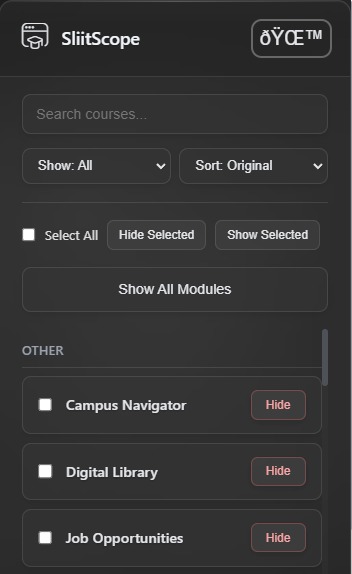 SliitScope
ðŸŒ™
Search courses...
Show: All
Sort: Original
Select All
Hide Selected
Show Selected
Show All Modules
OTHER
Campus Navigator
Hide
Digital Library
Hide
Job Opportunities
Hide